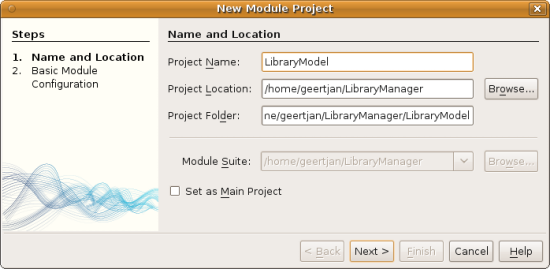 New Module Project
Steps
1. Name and Location
2. Basic Module
Configuration
Name and Location
Project Name: LibraryModel
Project Location: /home/geertjan/LibraryManager Browse...
Project Folder: ne/geertjan/LibraryManager/LibraryModel
Module Suite: /home/geertjan/LibraryManager Browse...
Set as Main Project
< Back Next > Finish Cancel Help